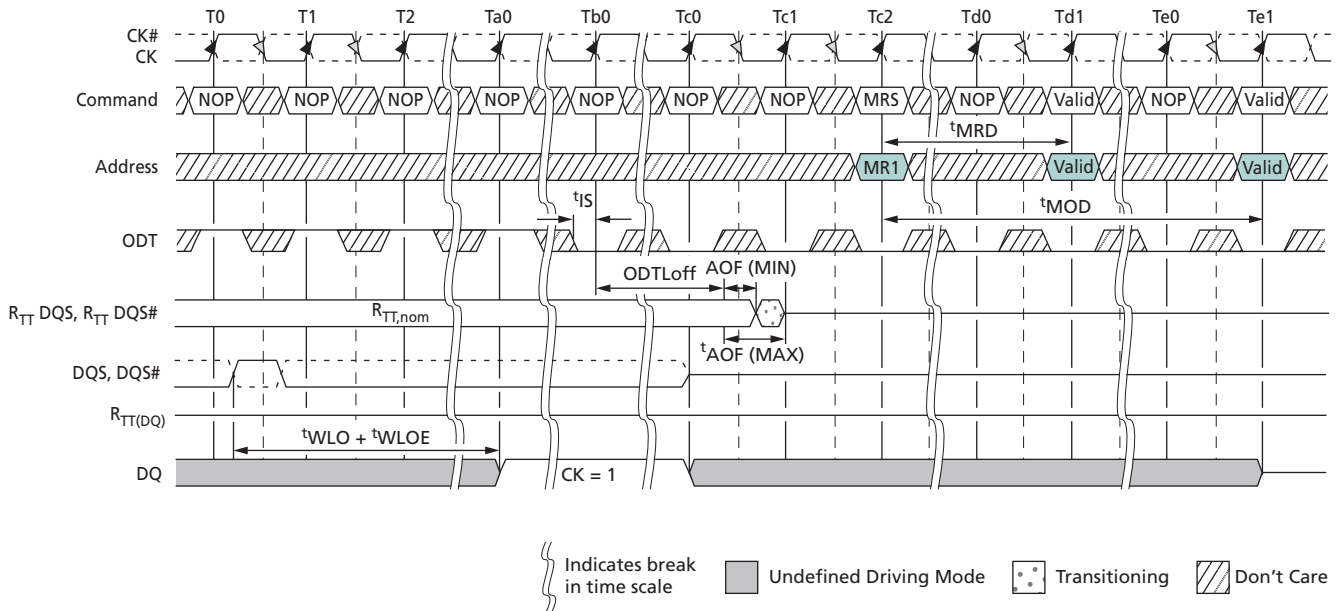 T0 T1 T2 Ta0 Tb0 Tc0 Tc1 Tc2 Td0 Td1 Te0 Te1
CK#
CK
Command NOP NOP NOP NOP NOP NOP NOP MRS NOP Valid NOP Valid
tMRD
Address MR1 Valid Valid
tIS
tMOD
ODT
ODTLoff AOF (MIN)
RTT DQS, RTT DQS# RTT,nom
tAOF (MAX)
DQS, DQS#
RTT(DQ)
tWLO + tWLOE
DQ CK = 1
Indicates break
in time scale
Undefined Driving Mode Transitioning Don't Care